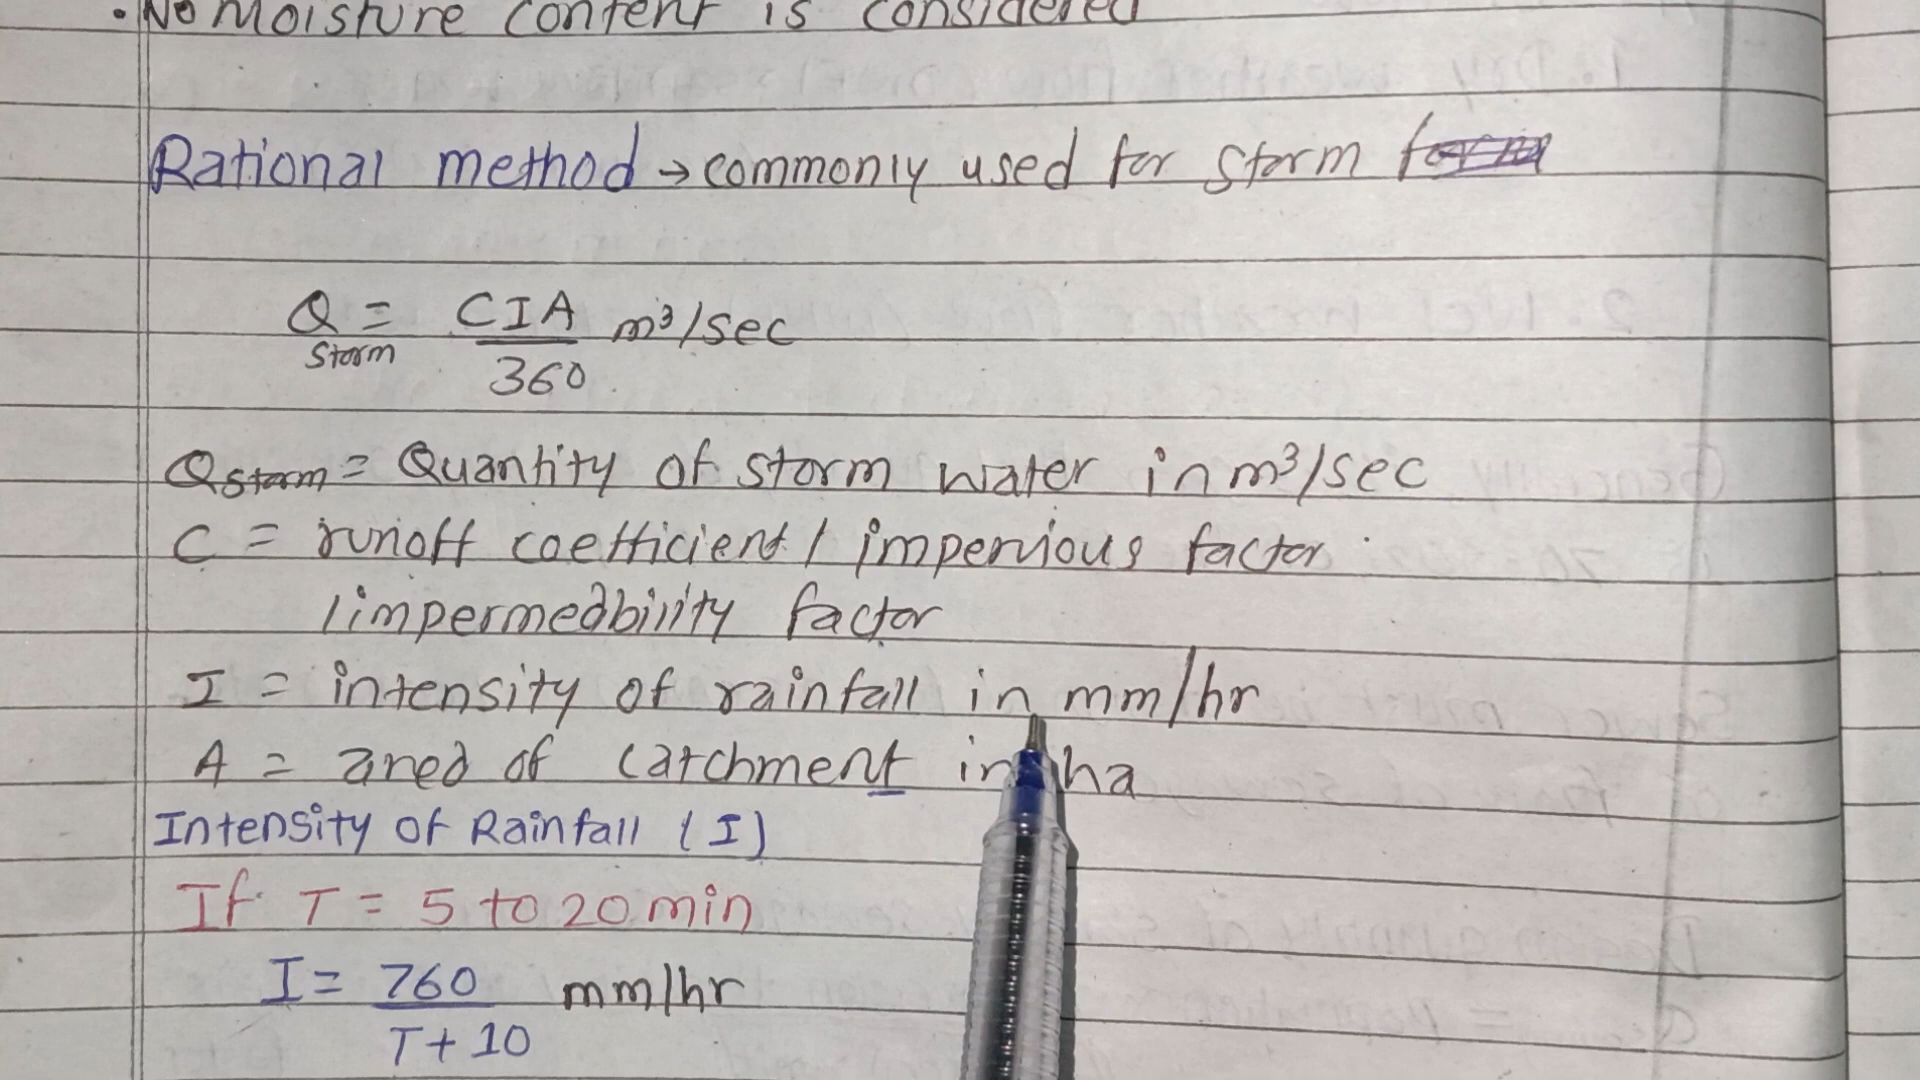 • No Moisture content is considered
Rational method → commonly used for storm
Q storm = CIA / 360 m³/sec
Qstorm = Quantity of storm water in m³/sec
C = runoff coefficient / impervious factor
/ impermeability factor
I = intensity of rainfall in mm/hr
A = area of catchment in ha
Intensity of Rainfall (I)
If T = 5 to 20 min
I = 760 / T + 10 mm/hr